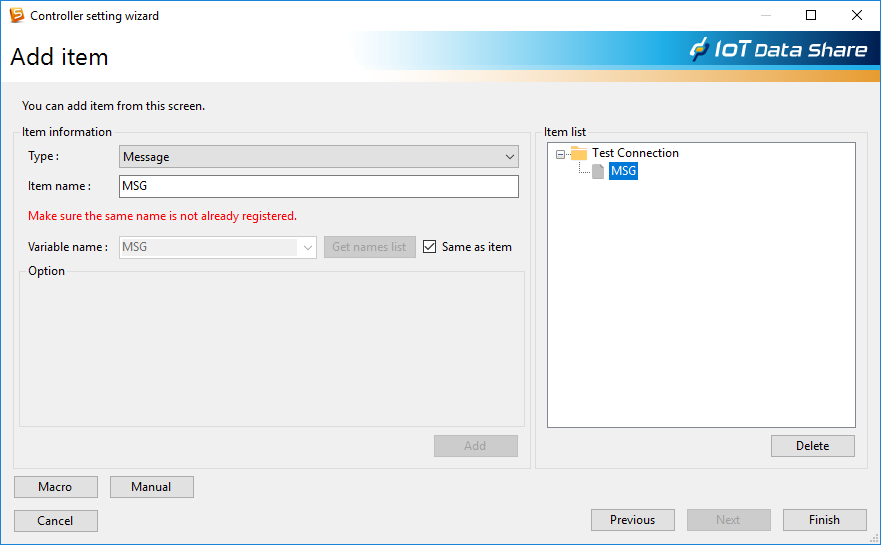 Controller setting wizard
Add item
IoT Data Share
You can add item from this screen.
Item information
Type :
Message
Item name :
MSG
Make sure the same name is not already registered.
Variable name :
MSG
Get names list
Same as item
Option
Add
Item list
Test Connection
MSG
Delete
Macro
Manual
Cancel
Previous
Next
Finish